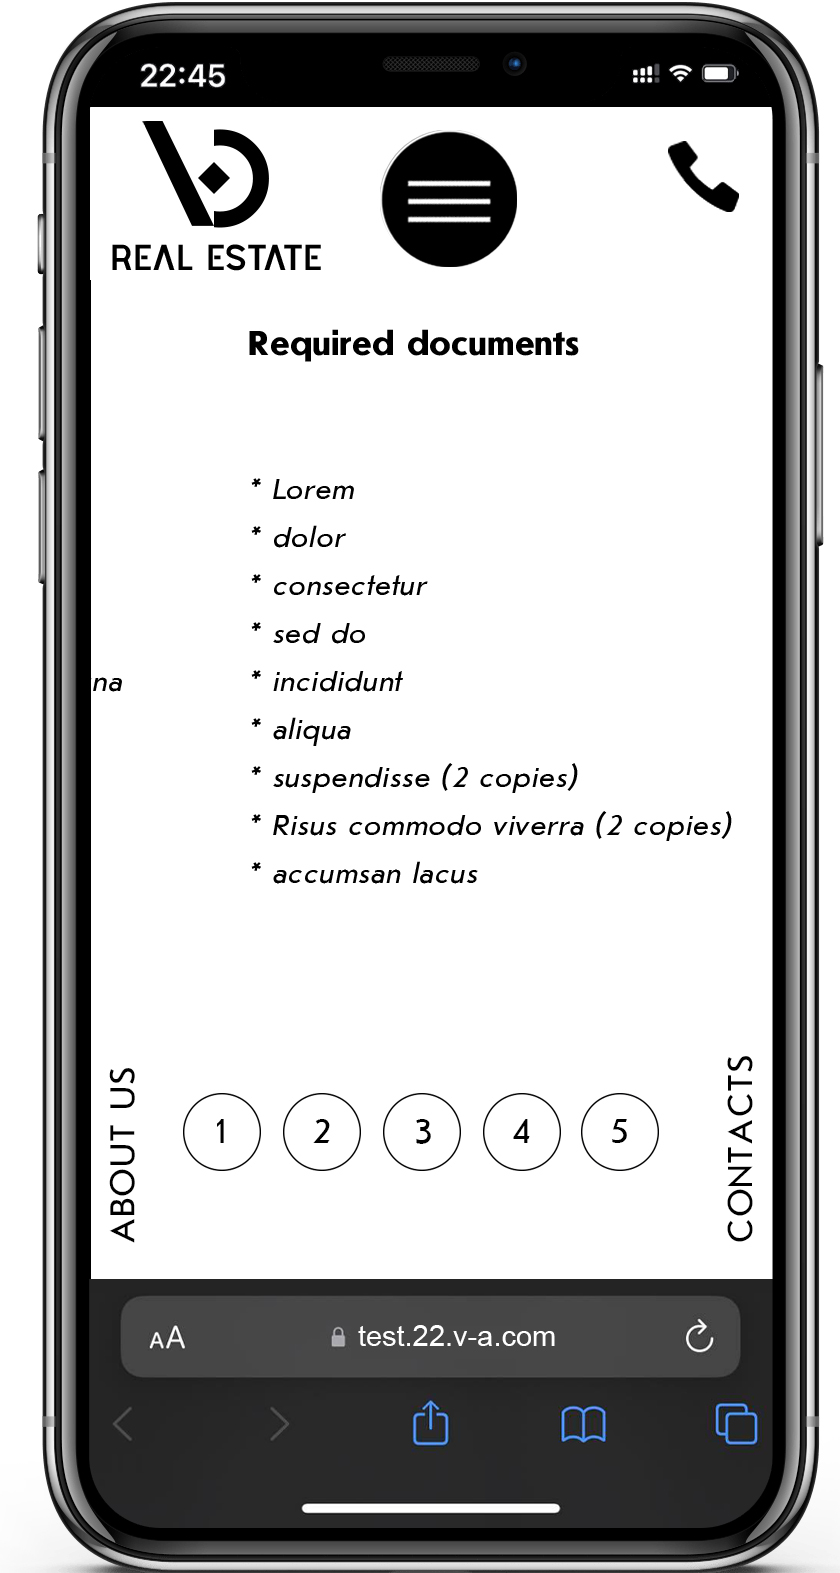 22:45
REAL ESTATE
Required documents
* Lorem
* dolor
* consectetur
* sed do
na
* incididunt
* aliqua
* suspendisse (2 copies)
* Risus commodo viverra (2 copies)
* accumsan lacus
ABOUT US
1 2 3 4 5
CONTACTS
AA test.22.v-a.com